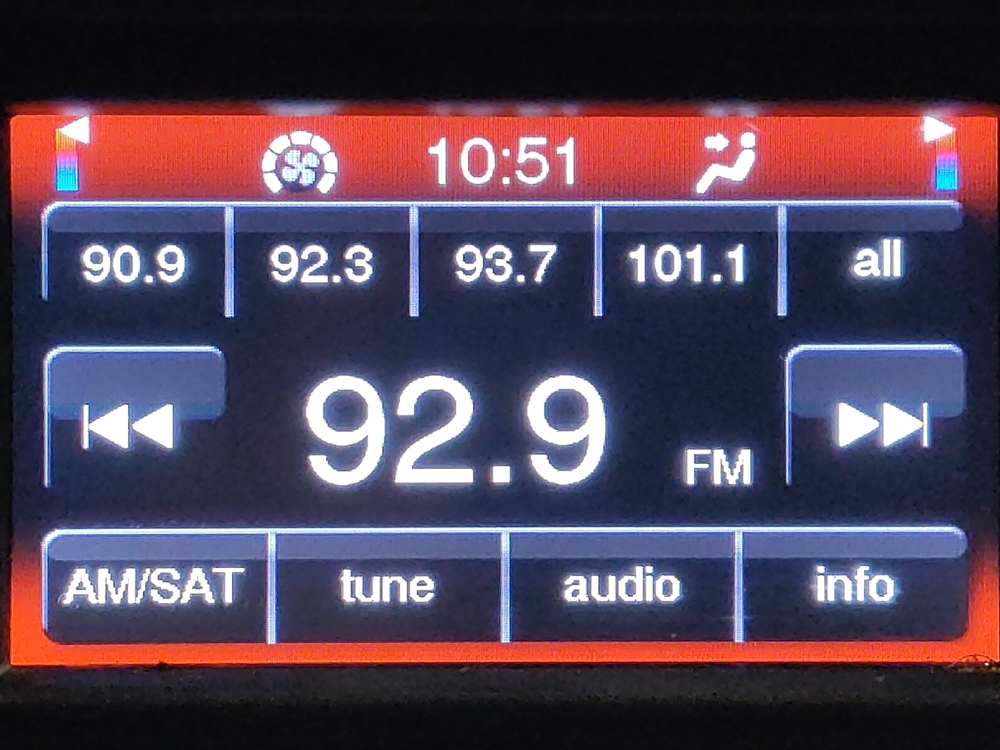 10:51
90.9 92.3 93.7 101.1 all
92.9 FM
AM/SAT tune audio info